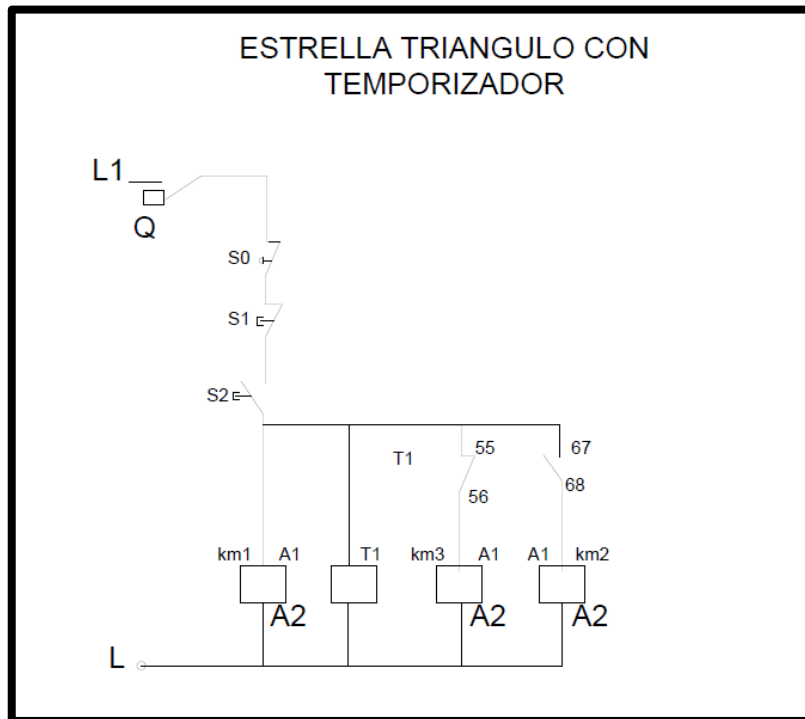 ESTRELLA TRIANGULO CON
TEMPORIZADOR
L1
Q
S0
S1
S2
T1 55 67
56 68
km1 A1 T1 km3 A1 A1 km2
A2 A2 A2
L